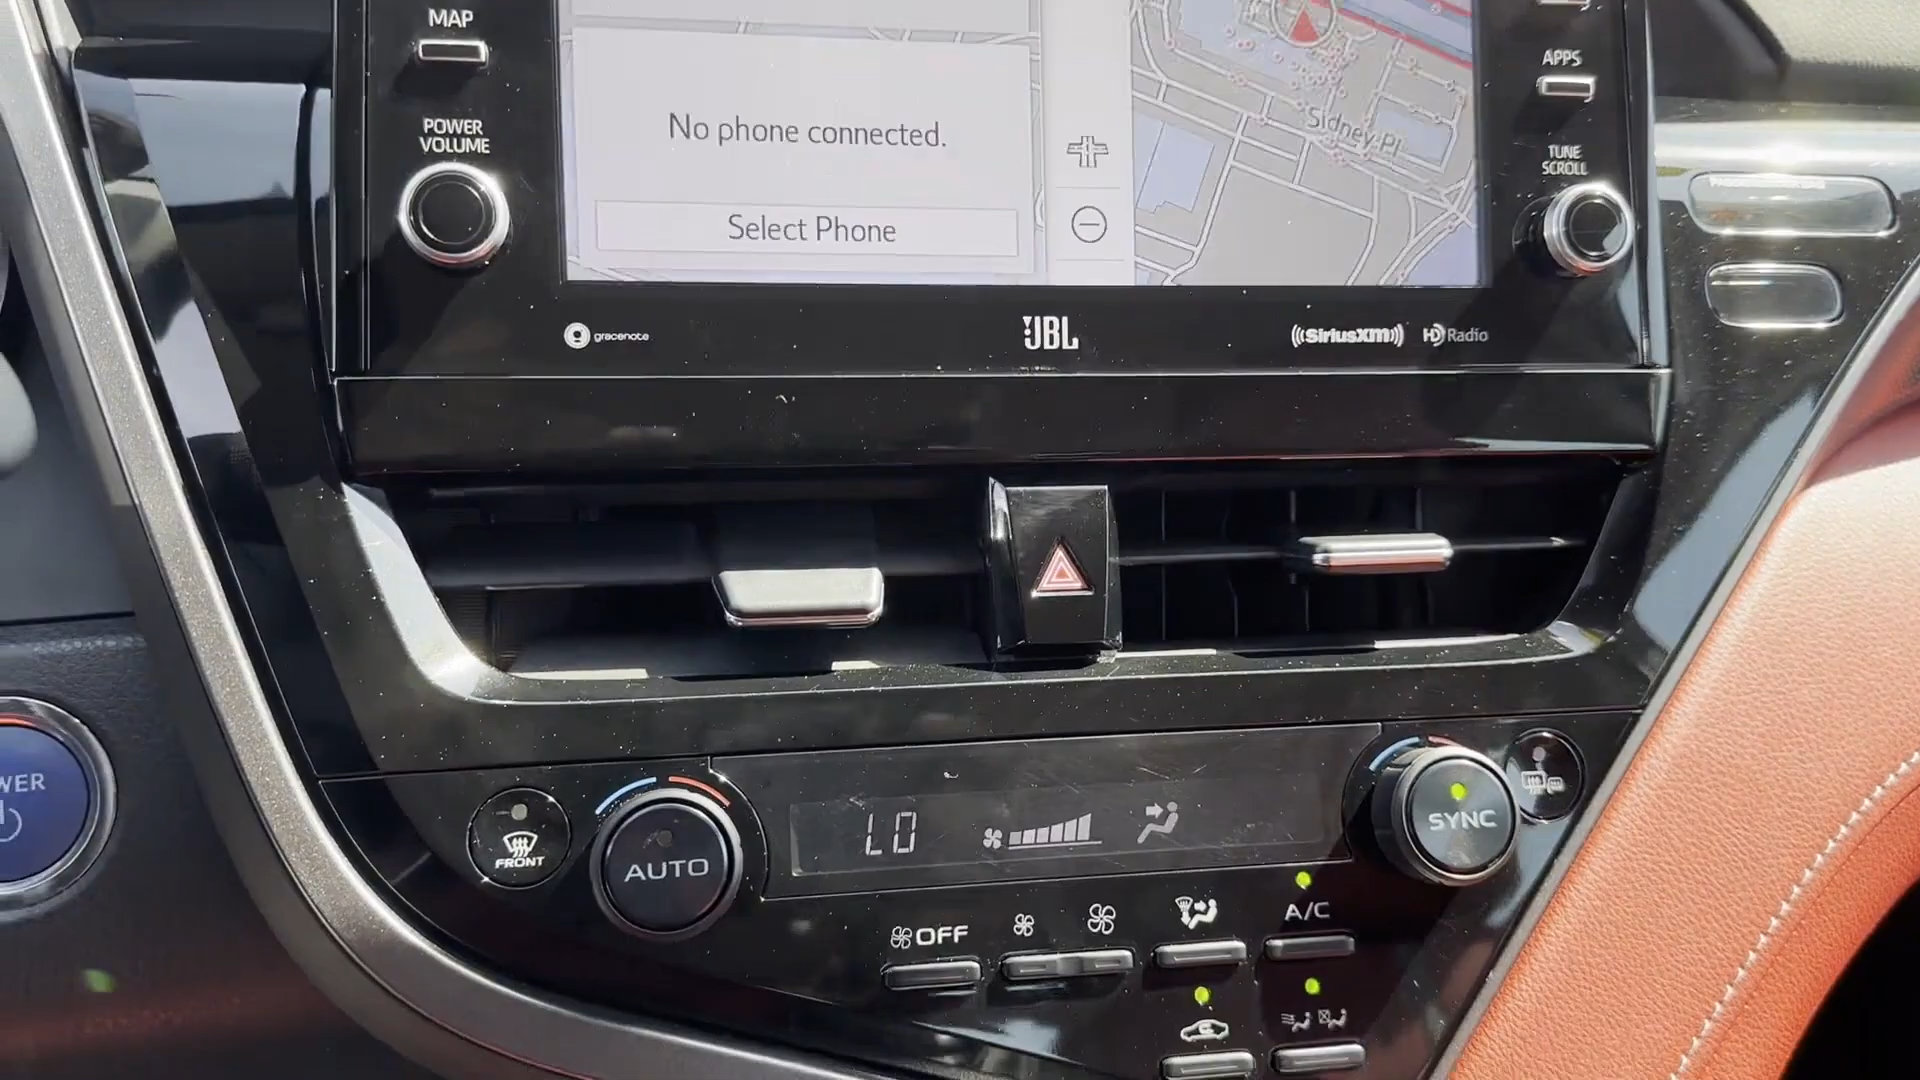 MAP
APPS
POWER
VOLUME
No phone connected.
Sidney Pl
TUNE
SCROLL
Select Phone
gracenote
JBL
SiriusXM
HD Radio
WER
FRONT
AUTO
LO
SYNC
OFF
A/C